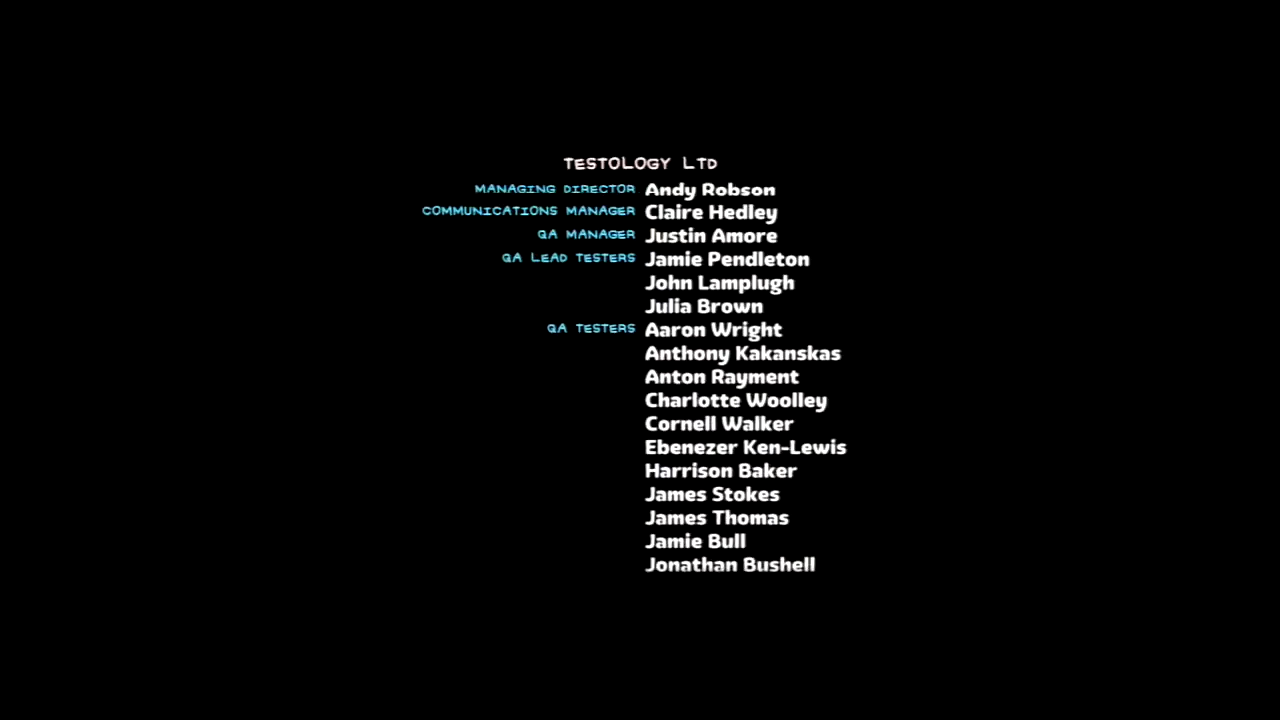 TESTOLOGY LTD
MANAGING DIRECTOR Andy Robson
COMMUNICATIONS MANAGER Claire Hedley
QA MANAGER Justin Amore
QA LEAD TESTERS Jamie Pendleton
John Lamplugh
Julia Brown
QA TESTERS Aaron Wright
Anthony Kakanskas
Anton Rayment
Charlotte Woolley
Cornell Walker
Ebenezer Ken-Lewis
Harrison Baker
James Stokes
James Thomas
Jamie Bull
Jonathan Bushell